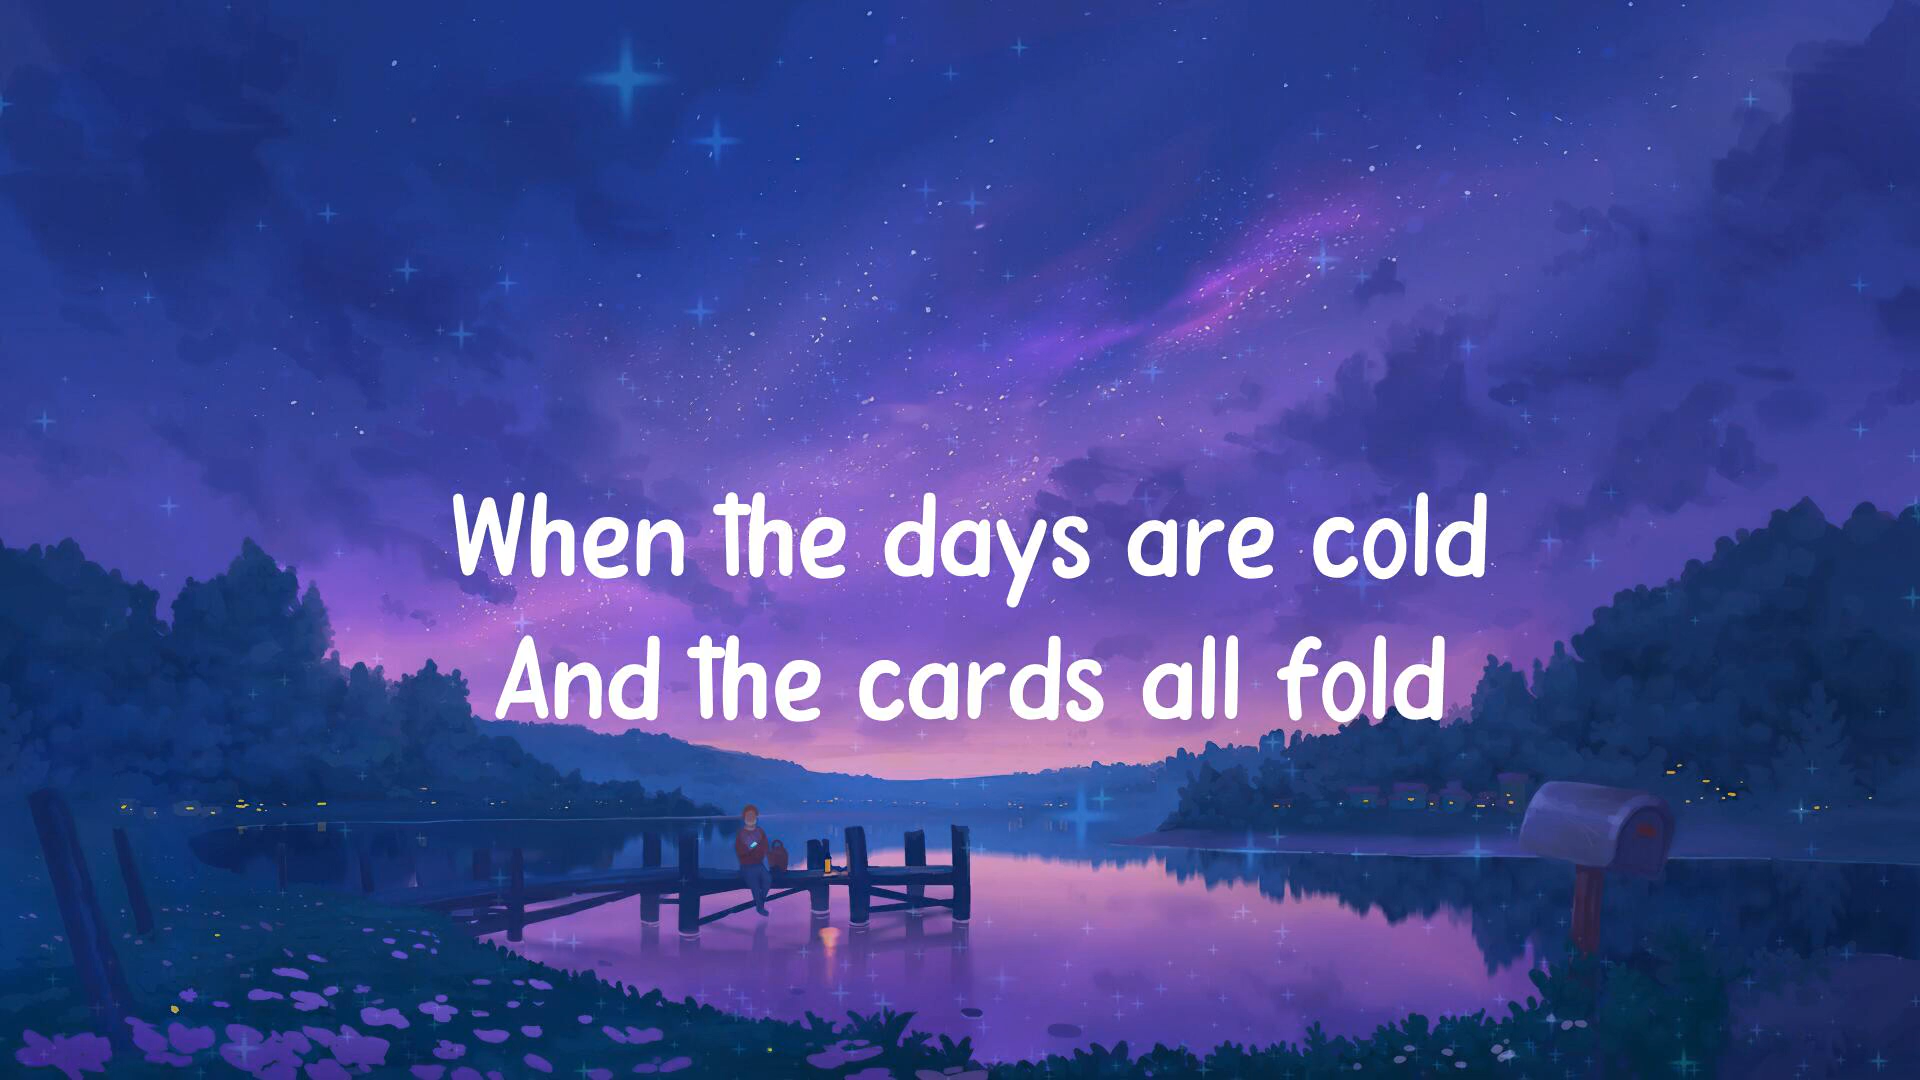 When the days are cold
And the cards all fold